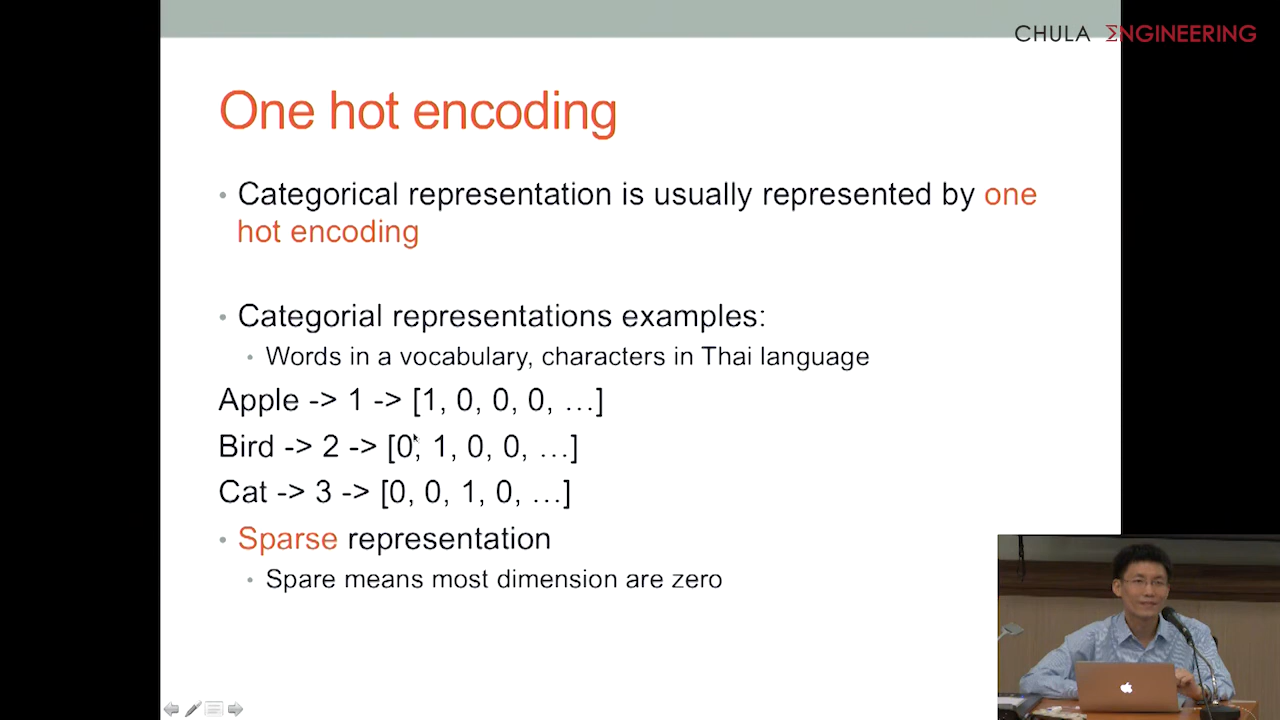 CHULA ΣNGINEERING
One hot encoding
• Categorical representation is usually represented by one
hot encoding
• Categorial representations examples:
• Words in a vocabulary, characters in Thai language
Apple -> 1 -> [1, 0, 0, 0, …]
Bird -> 2 -> [0, 1, 0, 0, …]
Cat -> 3 -> [0, 0, 1, 0, …]
• Sparse representation
• Spare means most dimension are zero